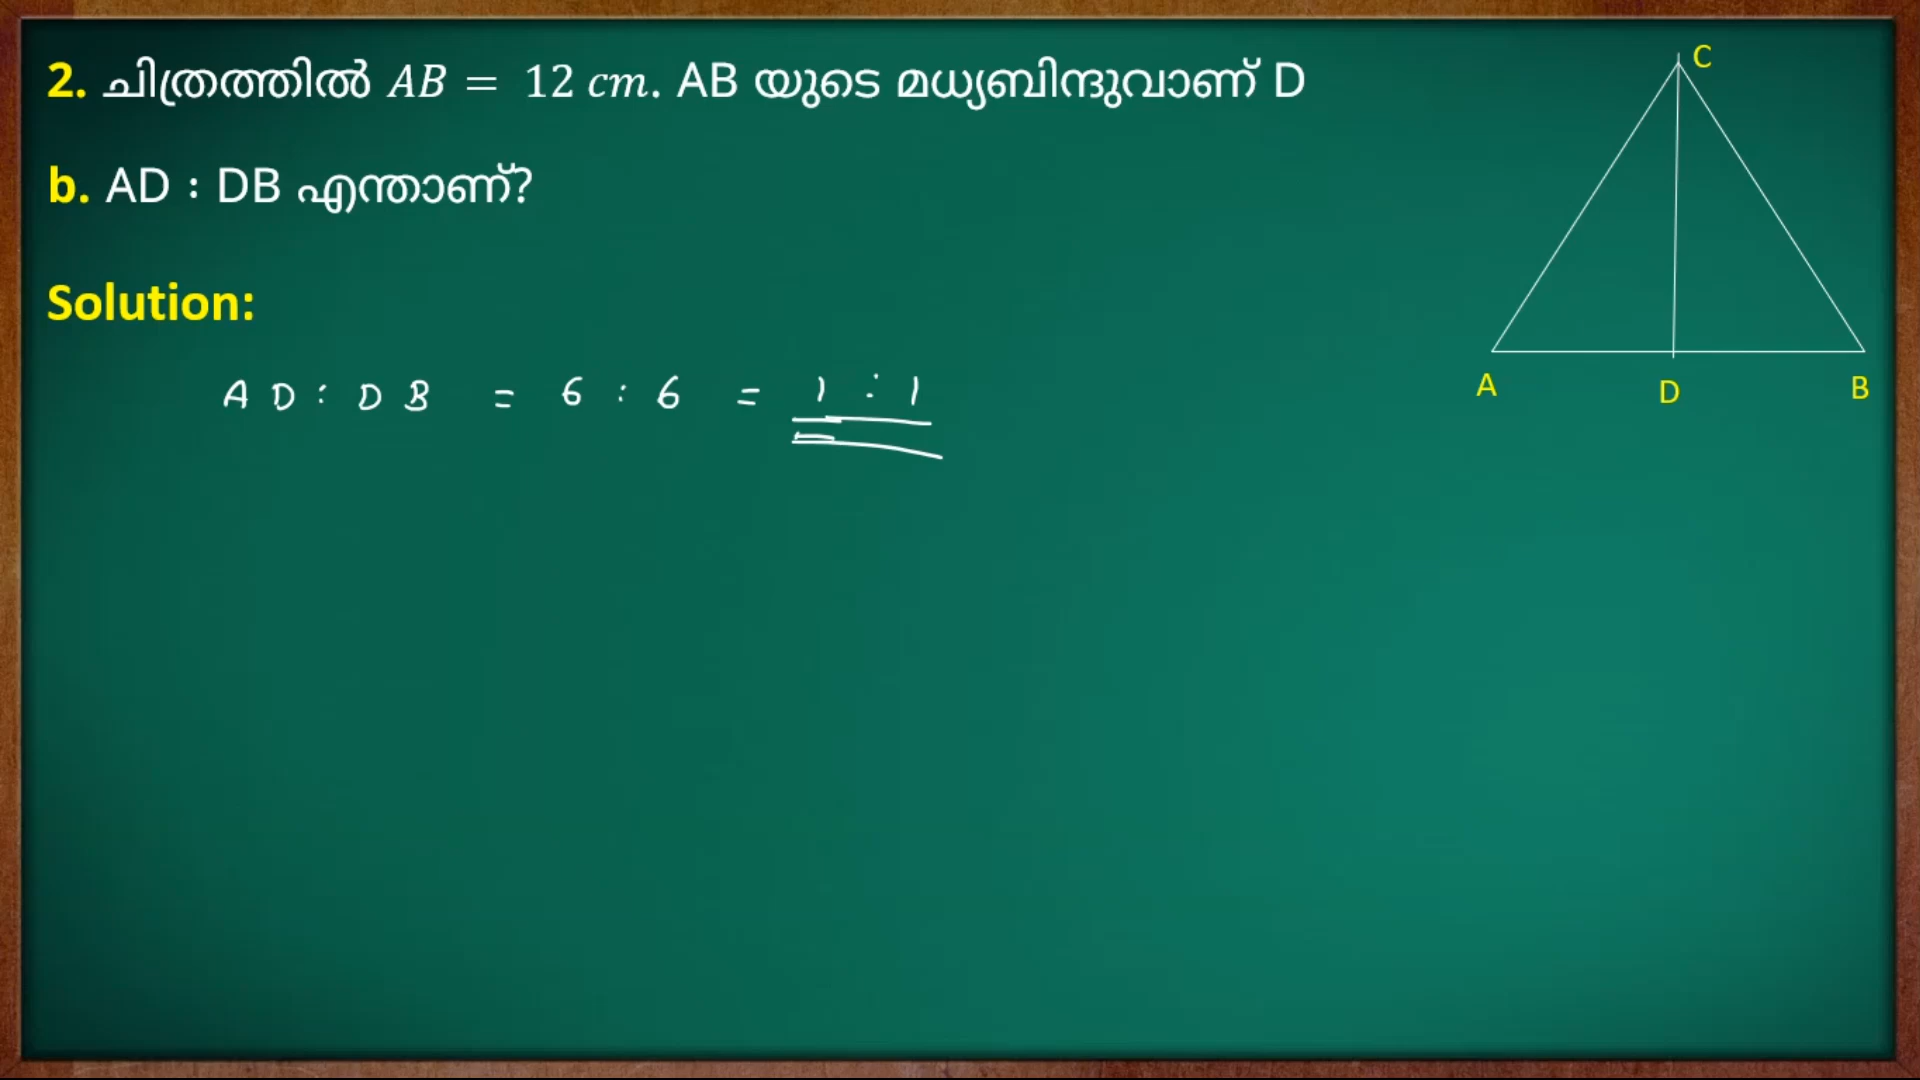 2. ചിത്രത്തിൽ AB = 12 cm. AB യുടെ മധ്യബിന്ദുവാണ് D
b. AD : DB എന്താണ്?
Solution:
AD : DB = 6 : 6 = 1 : 1
C
A
D
B